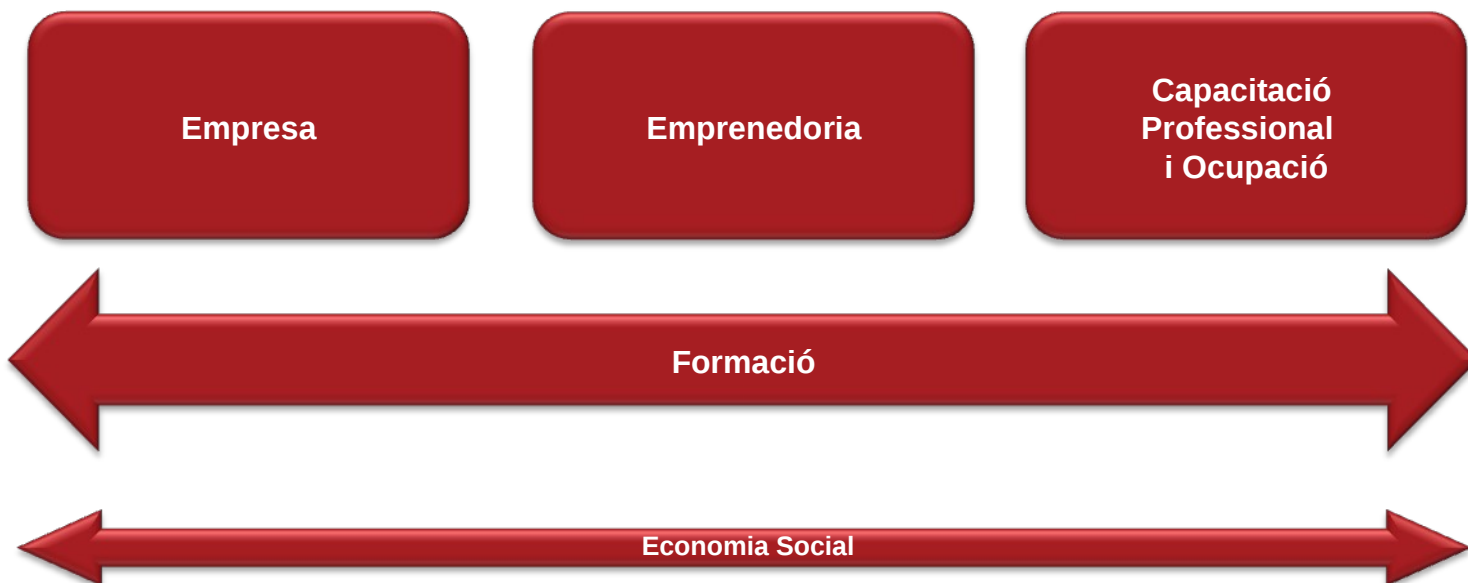 Empresa
Emprenedoria
Capacitació
Professional
i Ocupació
Formació
Economia Social